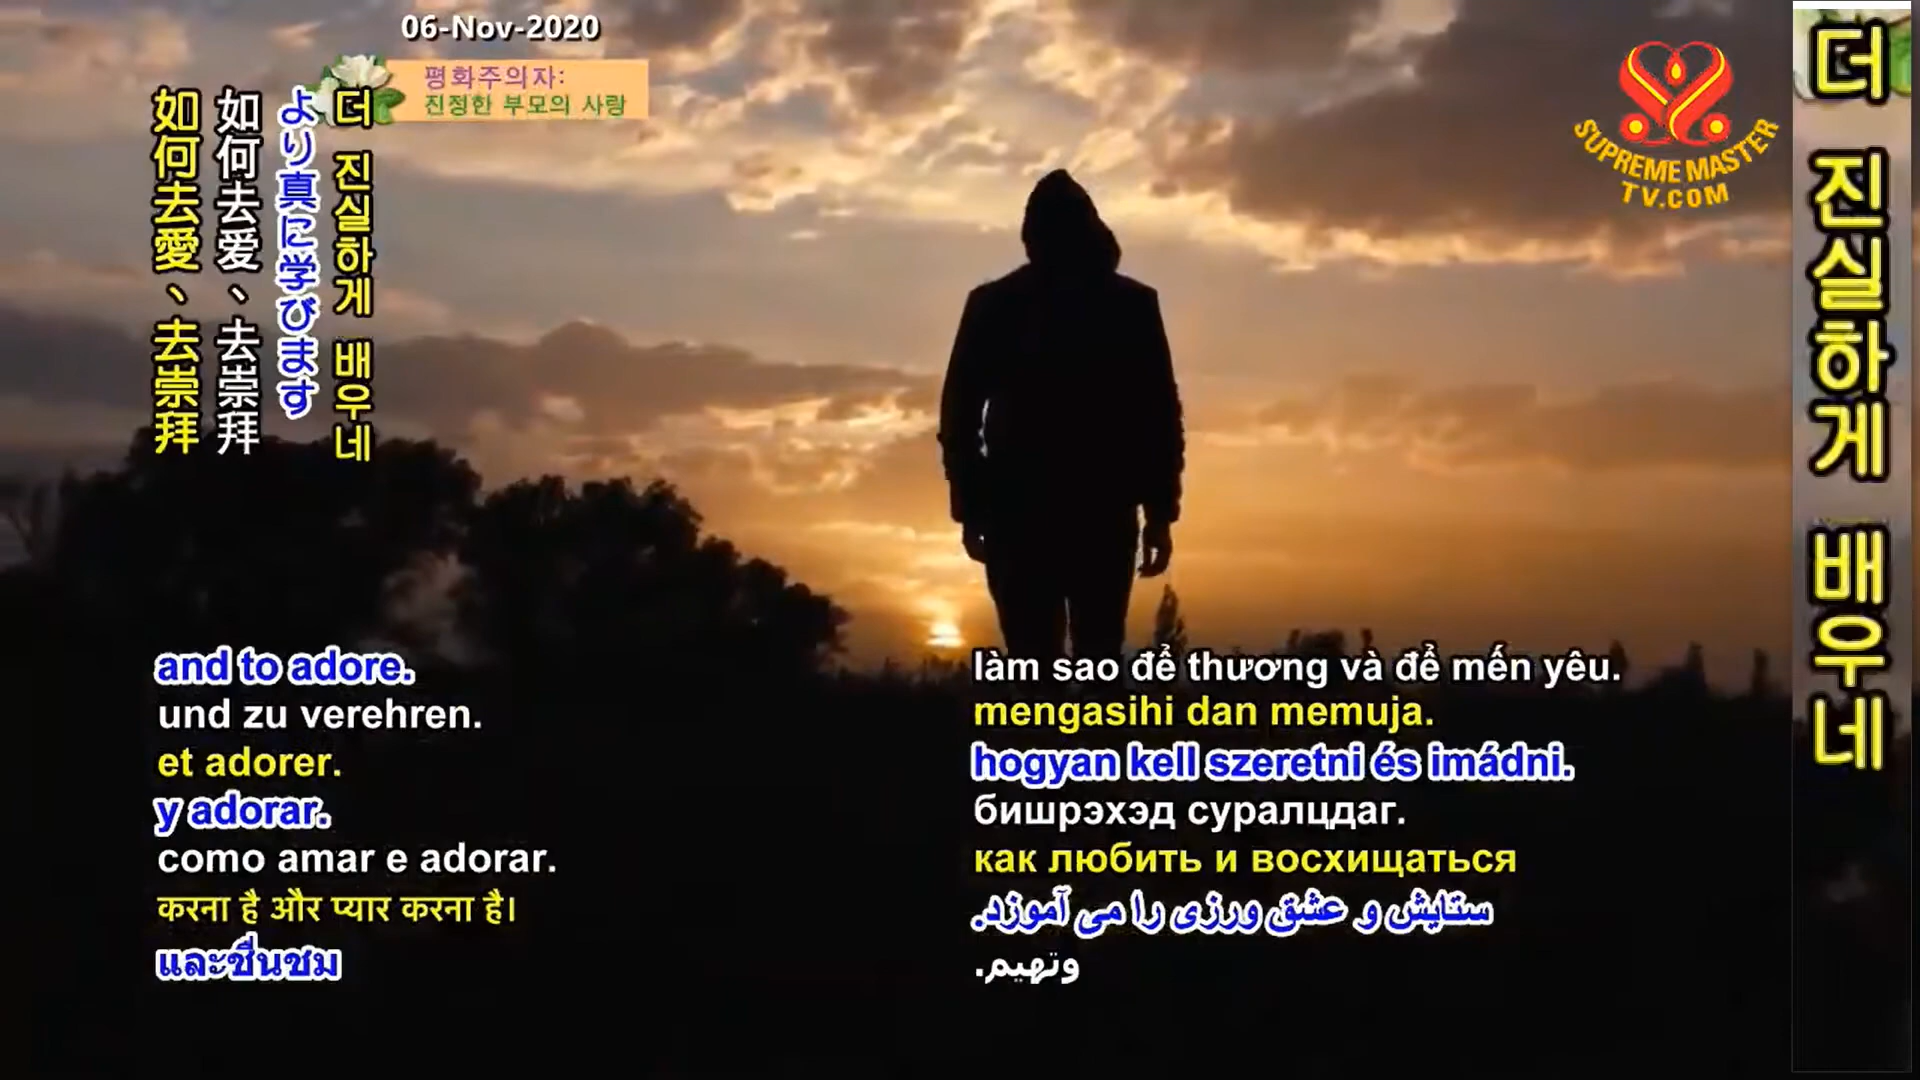 06-Nov-2020
평화주의자:
진정한 부모의 사랑
더 진실하게 배우네
より真に学びます
如何去爱、去崇拜
如何去愛、去崇拜
SUPREME MASTER
TV.COM
더 진실하게 배우네
and to adore.
und zu verehren.
et adorer.
y adorar.
como amar e adorar.
करना है और प्यार करना है।
และชื่นชม
làm sao để thương và để mến yêu.
mengasihi dan memuja.
hogyan kell szeretni és imádni.
бишрэхэд суралцдаг.
как любить и восхищаться
ستایش و عشق ورزی را می آموزد.
وتهيم.